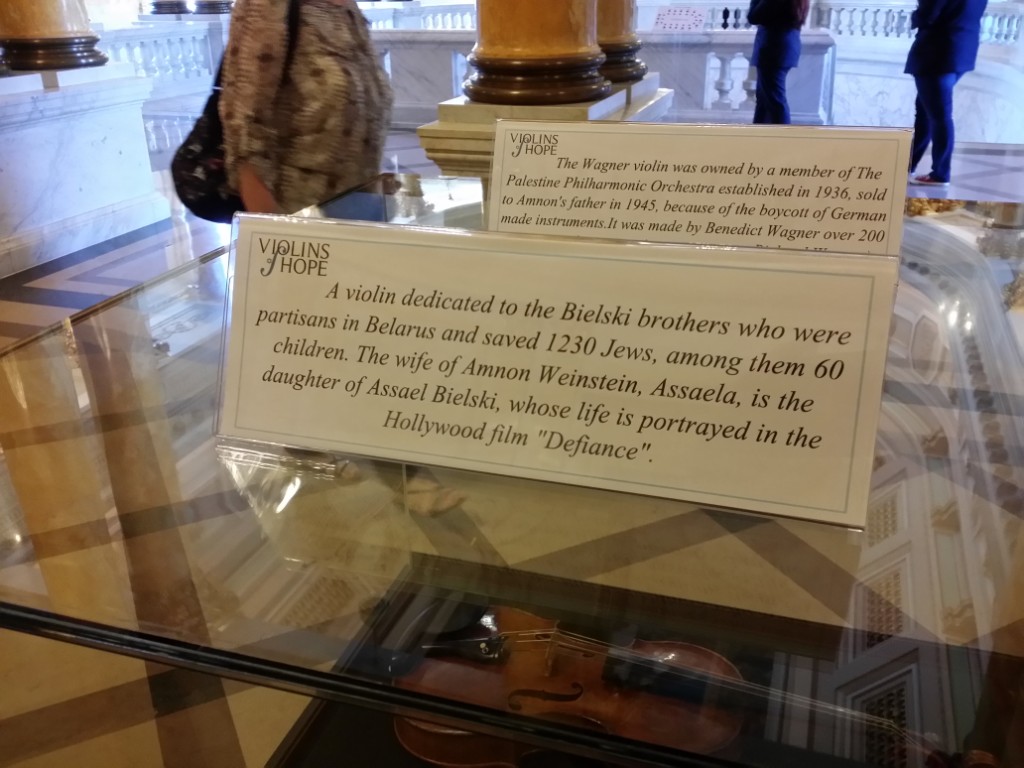 VIOLINS
of HOPE
The Wagner violin was owned by a member of The
Palestine Philharmonic Orchestra established in 1936, sold
to Amnon's father in 1945, because of the boycott of German
made instruments.It was made by Benedict Wagner over 200
VIOLINS
of HOPE
A violin dedicated to the Bielski brothers who were
partisans in Belarus and saved 1230 Jews, among them 60
children. The wife of Amnon Weinstein, Assaela, is the
daughter of Assael Bielski, whose life is portrayed in the
Hollywood film "Defiance".